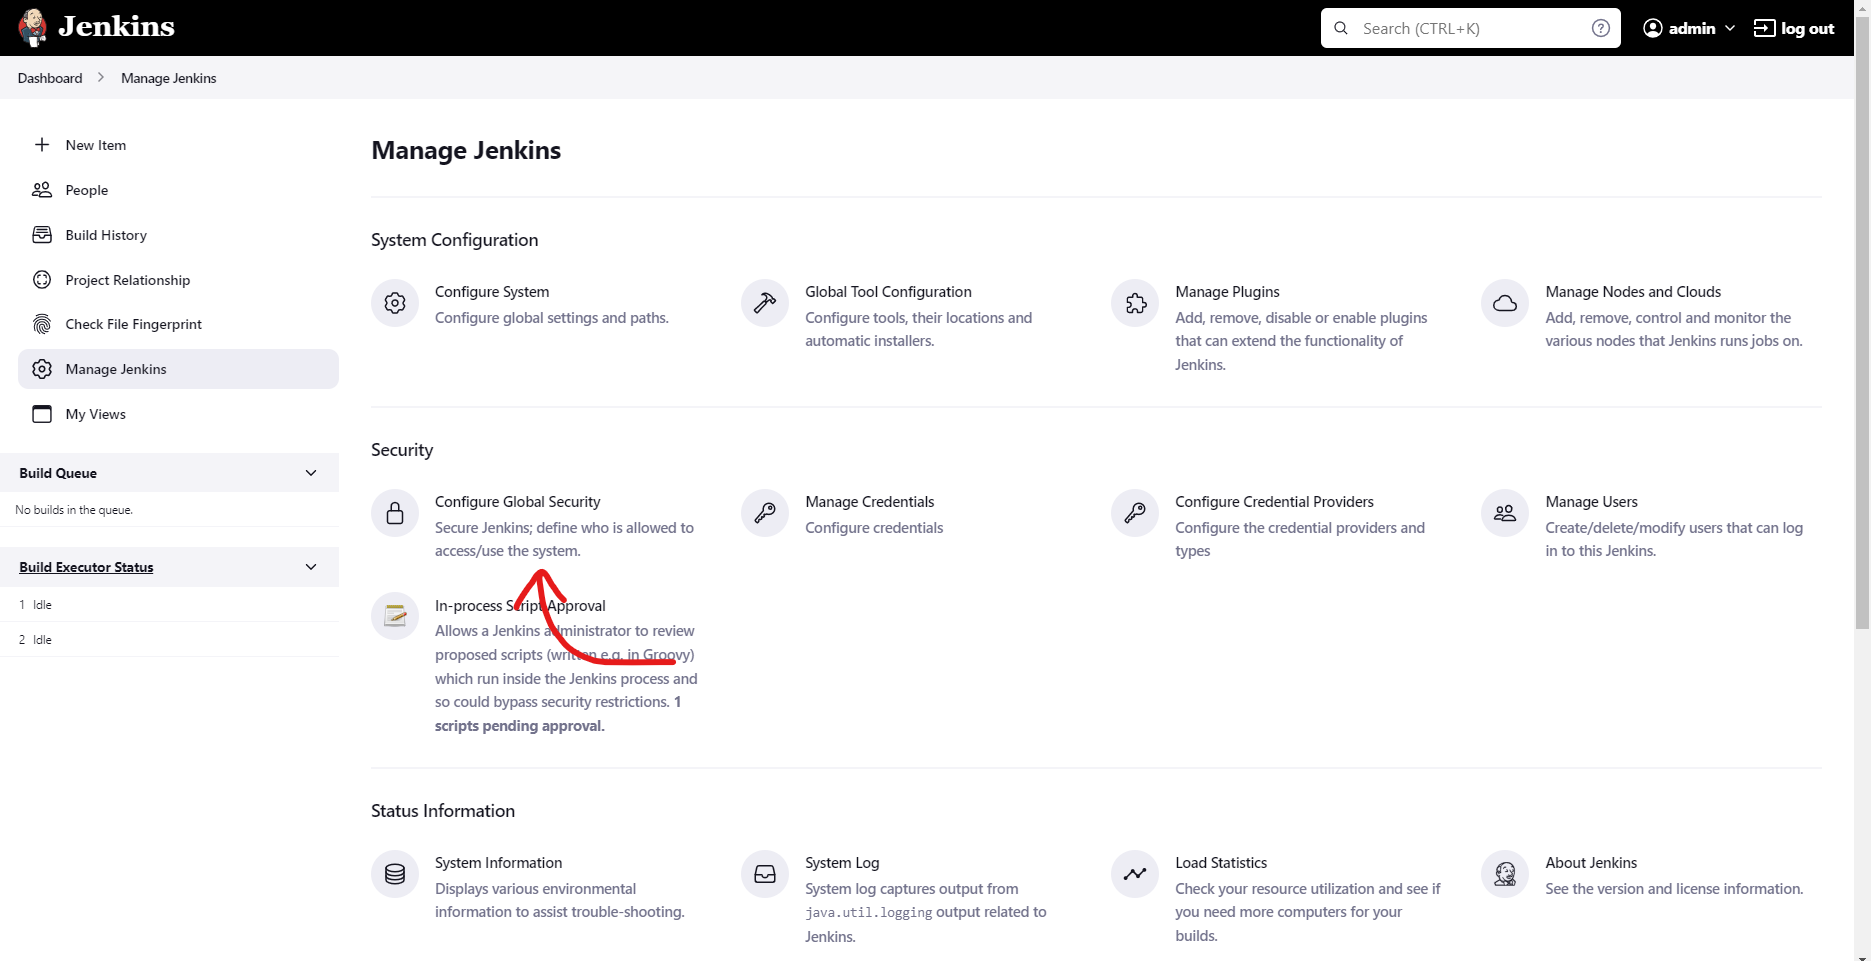 Jenkins
Search (CTRL+K)
admin
log out
Dashboard
Manage Jenkins
New Item
People
Build History
Project Relationship
Check File Fingerprint
Manage Jenkins
My Views
Build Queue
No builds in the queue.
Build Executor Status
1 Idle
2 Idle
Manage Jenkins
System Configuration
Configure System
Configure global settings and paths.
Global Tool Configuration
Configure tools, their locations and
automatic installers.
Manage Plugins
Add, remove, disable or enable plugins
that can extend the functionality of
Jenkins.
Manage Nodes and Clouds
Add, remove, control and monitor the
various nodes that Jenkins runs jobs on.
Security
Configure Global Security
Secure Jenkins; define who is allowed to
access/use the system.
Manage Credentials
Configure credentials
Configure Credential Providers
Configure the credential providers and
types
Manage Users
Create/delete/modify users that can log
in to this Jenkins.
In-process Script Approval
Allows a Jenkins administrator to review
proposed scripts (written e.g. in Groovy)
which run inside the Jenkins process and
so could bypass security restrictions. 1
scripts pending approval.
Status Information
System Information
Displays various environmental
information to assist trouble-shooting.
System Log
System log captures output from
java.util.logging output related to
Jenkins.
Load Statistics
Check your resource utilization and see if
you need more computers for your
builds.
About Jenkins
See the version and license information.